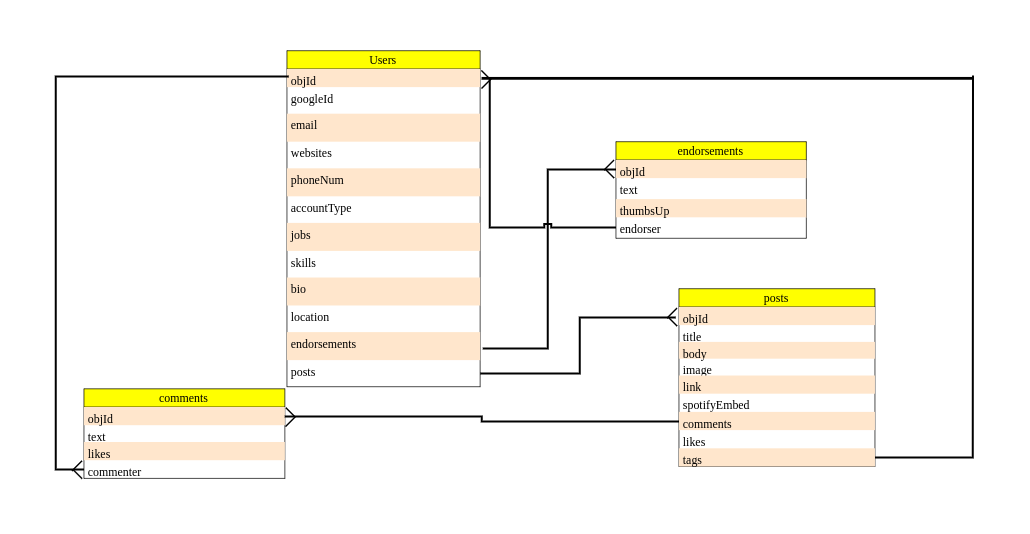 Users
objId
googleId
email
websites
phoneNum
accountType
jobs
skills
bio
location
endorsements
posts
endorsements
objId
text
thumbsUp
endorser
posts
objId
title
body
image
link
spotifyEmbed
comments
likes
tags
comments
objId
text
likes
commenter